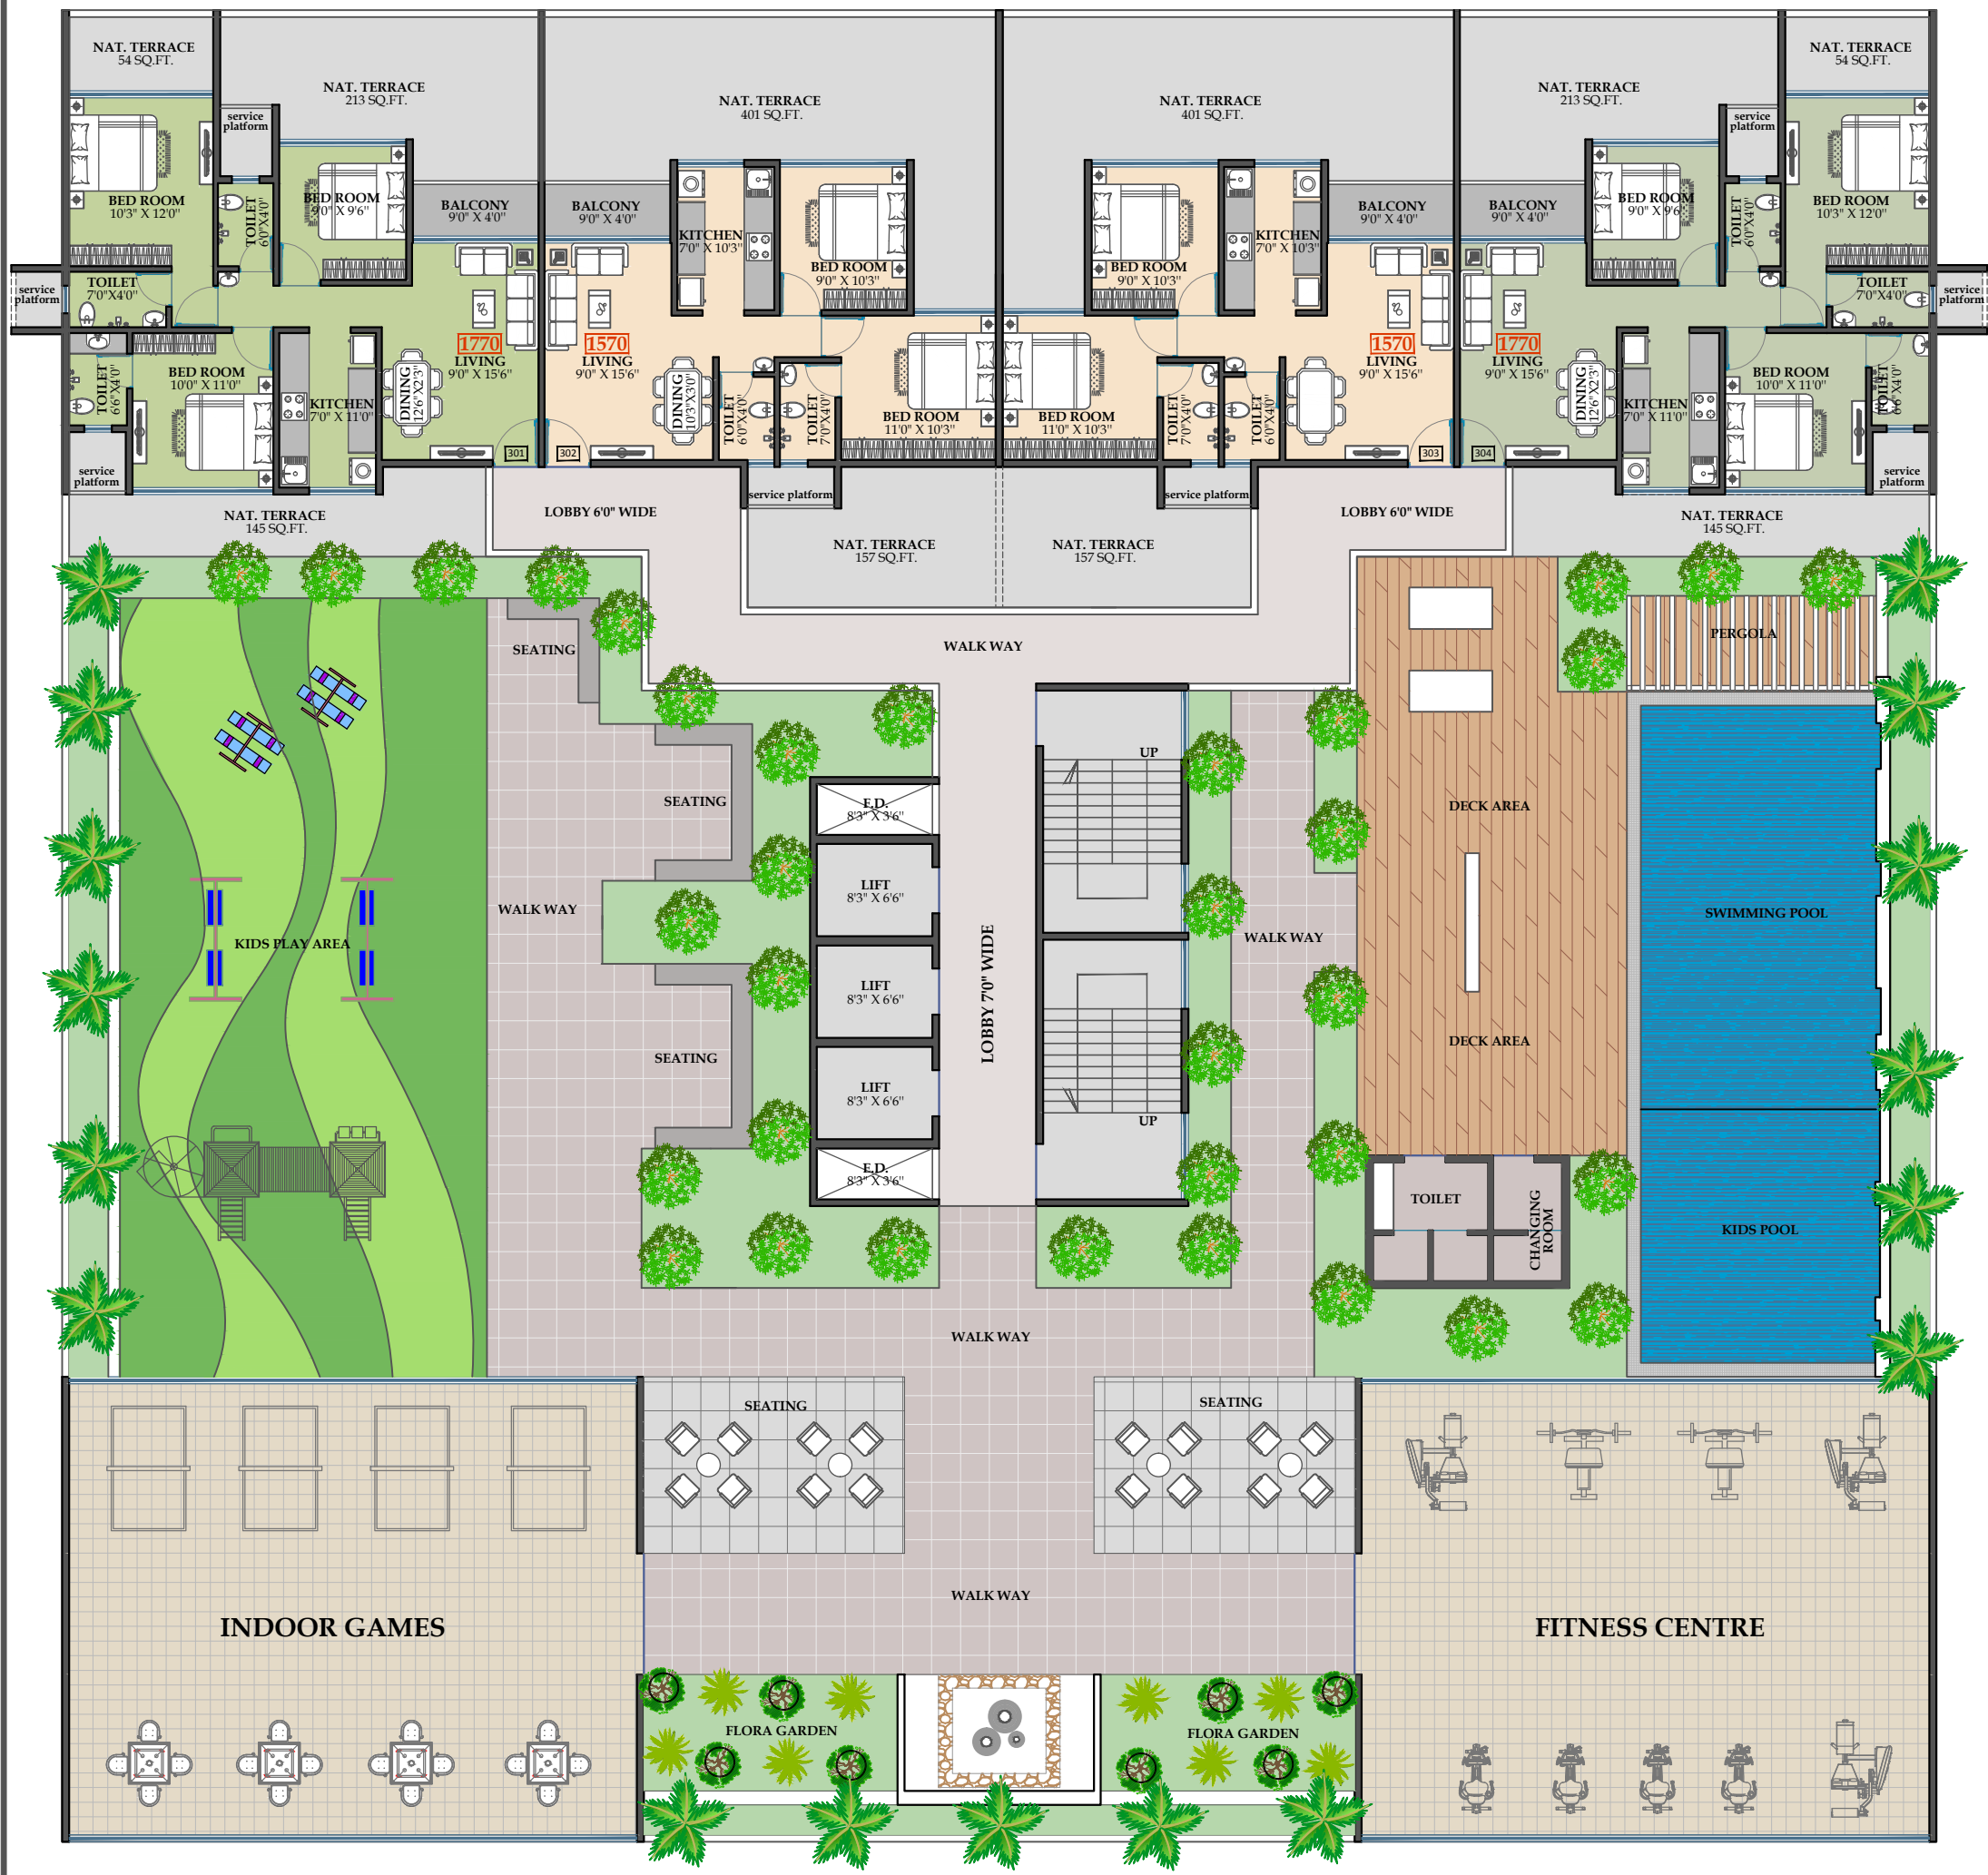 NAT. TERRACE
54 SQ.FT.
NAT. TERRACE
213 SQ.FT.
NAT. TERRACE
401 SQ.FT.
NAT. TERRACE
401 SQ.FT.
NAT. TERRACE
213 SQ.FT.
NAT. TERRACE
54 SQ.FT.
service
platform
service
platform
BED ROOM
10'3" X 12'0"
TOILET
6'0"X4'0"
BED ROOM
9'0" X 9'6"
BALCONY
9'0" X 4'0"
BALCONY
9'0" X 4'0"
KITCHEN
7'0" X 10'3"
BED ROOM
9'0" X 10'3"
BED ROOM
9'0" X 10'3"
KITCHEN
7'0" X 10'3"
BALCONY
9'0" X 4'0"
BALCONY
9'0" X 4'0"
BED ROOM
9'0" X 9'6
TOILET
6'0"X4'0"
BED ROOM
10'3" X 12'0"
service
platform
TOILET
7'0"X4'0"
TOILET
7'0"X4'0"
service
platform
1770
LIVING
9'0" X 15'6"
1570
LIVING
9'0" X 15'6"
1570
LIVING
9'0" X 15'6"
1770
LIVING
9'0" X 15'6"
TOILET
6'6"X4'0"
BED ROOM
10'0" X 11'0"
KITCHEN
7'0" X 11'0"
DINING
12'6"X2'3"
DINING
10'3"X3'0"
TOILET
6'0"X4'0"
TOILET
7'0"X4'0"
BED ROOM
11'0" X 10'3"
BED ROOM
11'0" X 10'3"
TOILET
7'0"X4'0"
TOILET
6'0"X4'0"
DINING
12'6"X2'3"
KITCHEN
7'0" X 11'0"
BED ROOM
10'0" X 11'0"
TOILET
6'6"X4'0"
301
302
303
304
service
platform
service platform
service platform
service
platform
NAT. TERRACE
145 SQ.FT.
LOBBY 6'0" WIDE
NAT. TERRACE
157 SQ.FT.
NAT. TERRACE
157 SQ.FT.
LOBBY 6'0" WIDE
NAT. TERRACE
145 SQ.FT.
SEATING
WALK WAY
PERGOLA
UP
SEATING
F.D.
8'3" X 3'6"
DECK AREA
LIFT
8'3" X 6'6"
WALK WAY
KIDS PLAY AREA
LOBBY 7'0" WIDE
WALK WAY
SWIMMING POOL
LIFT
8'3" X 6'6"
SEATING
DECK AREA
LIFT
8'3" X 6'6"
UP
F.D.
8'3" X 3'6"
TOILET
CHANGING
ROOM
KIDS POOL
WALK WAY
SEATING
SEATING
WALK WAY
INDOOR GAMES
FITNESS CENTRE
FLORA GARDEN
FLORA GARDEN